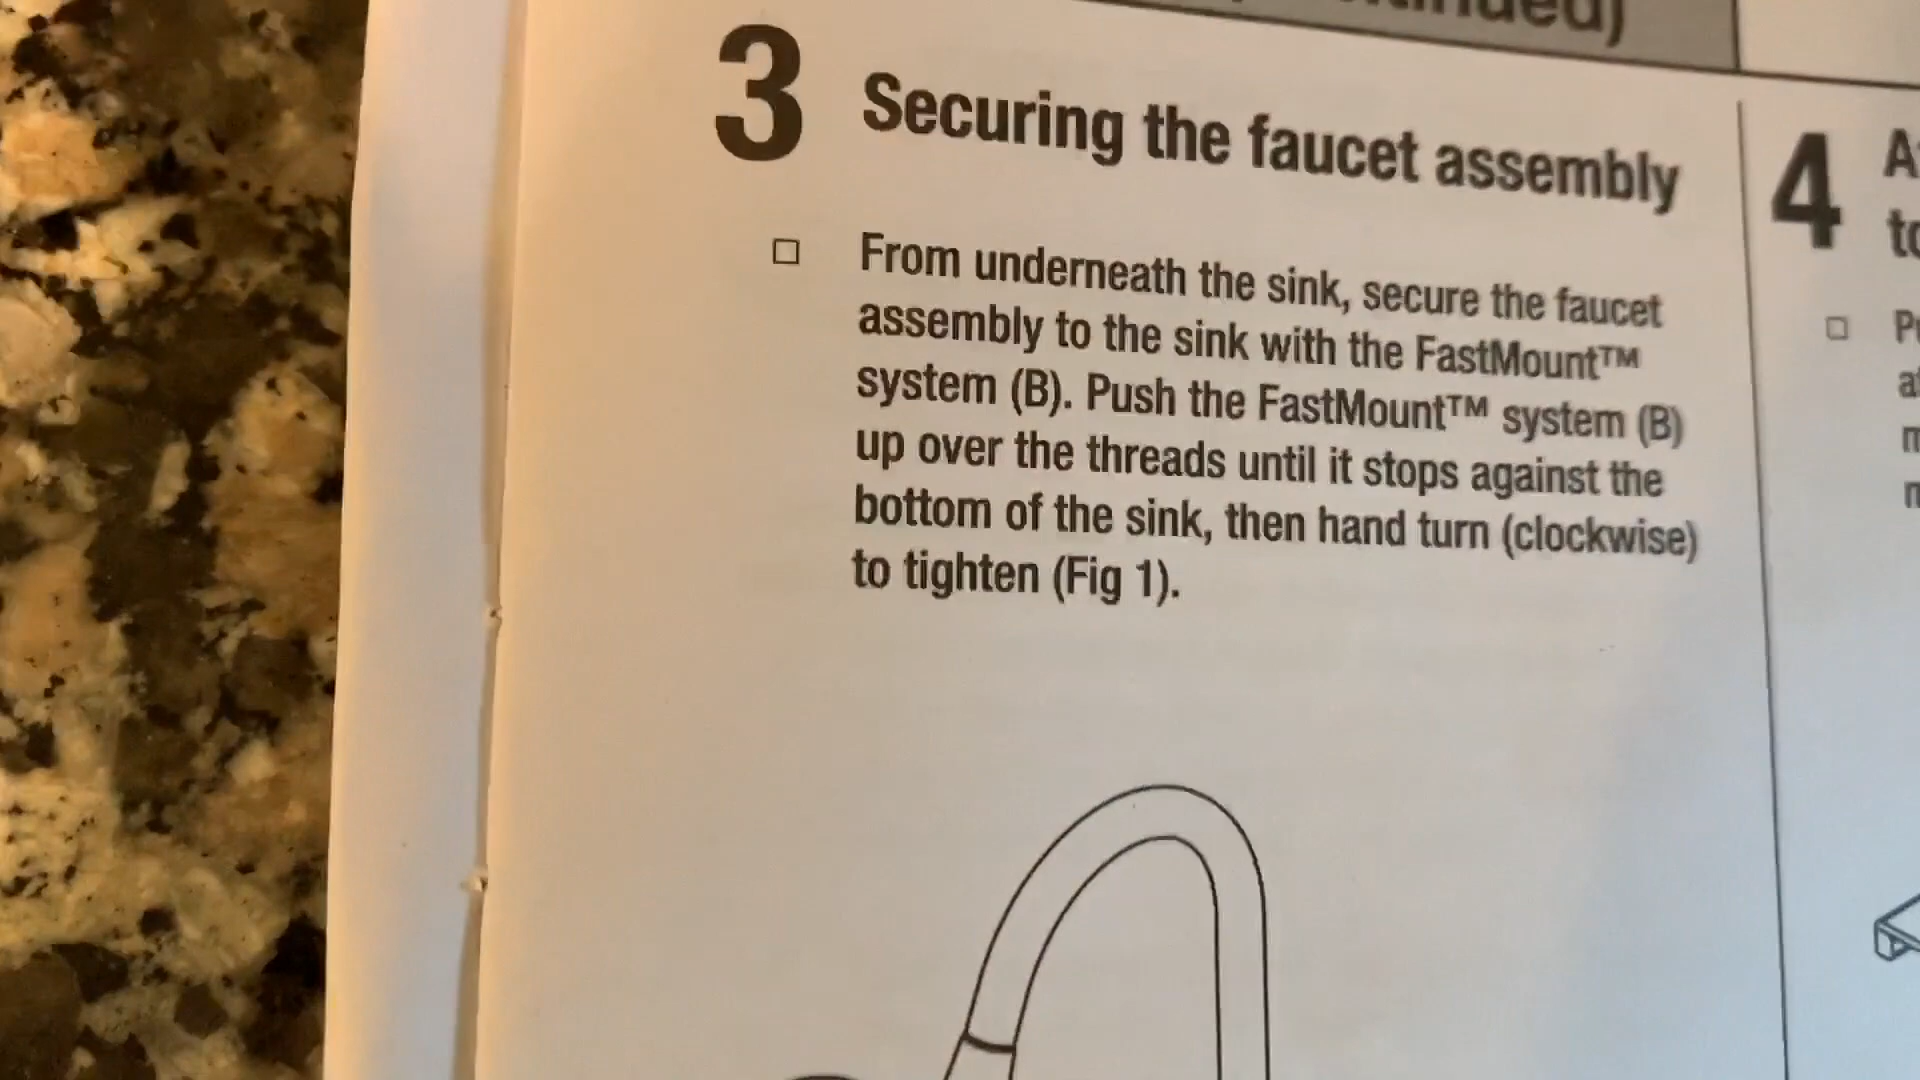 3 Securing the faucet assembly
□ From underneath the sink, secure the faucet
assembly to the sink with the FastMount™
system (B). Push the FastMount™ system (B)
up over the threads until it stops against the
bottom of the sink, then hand turn (clockwise)
to tighten (Fig 1).
4